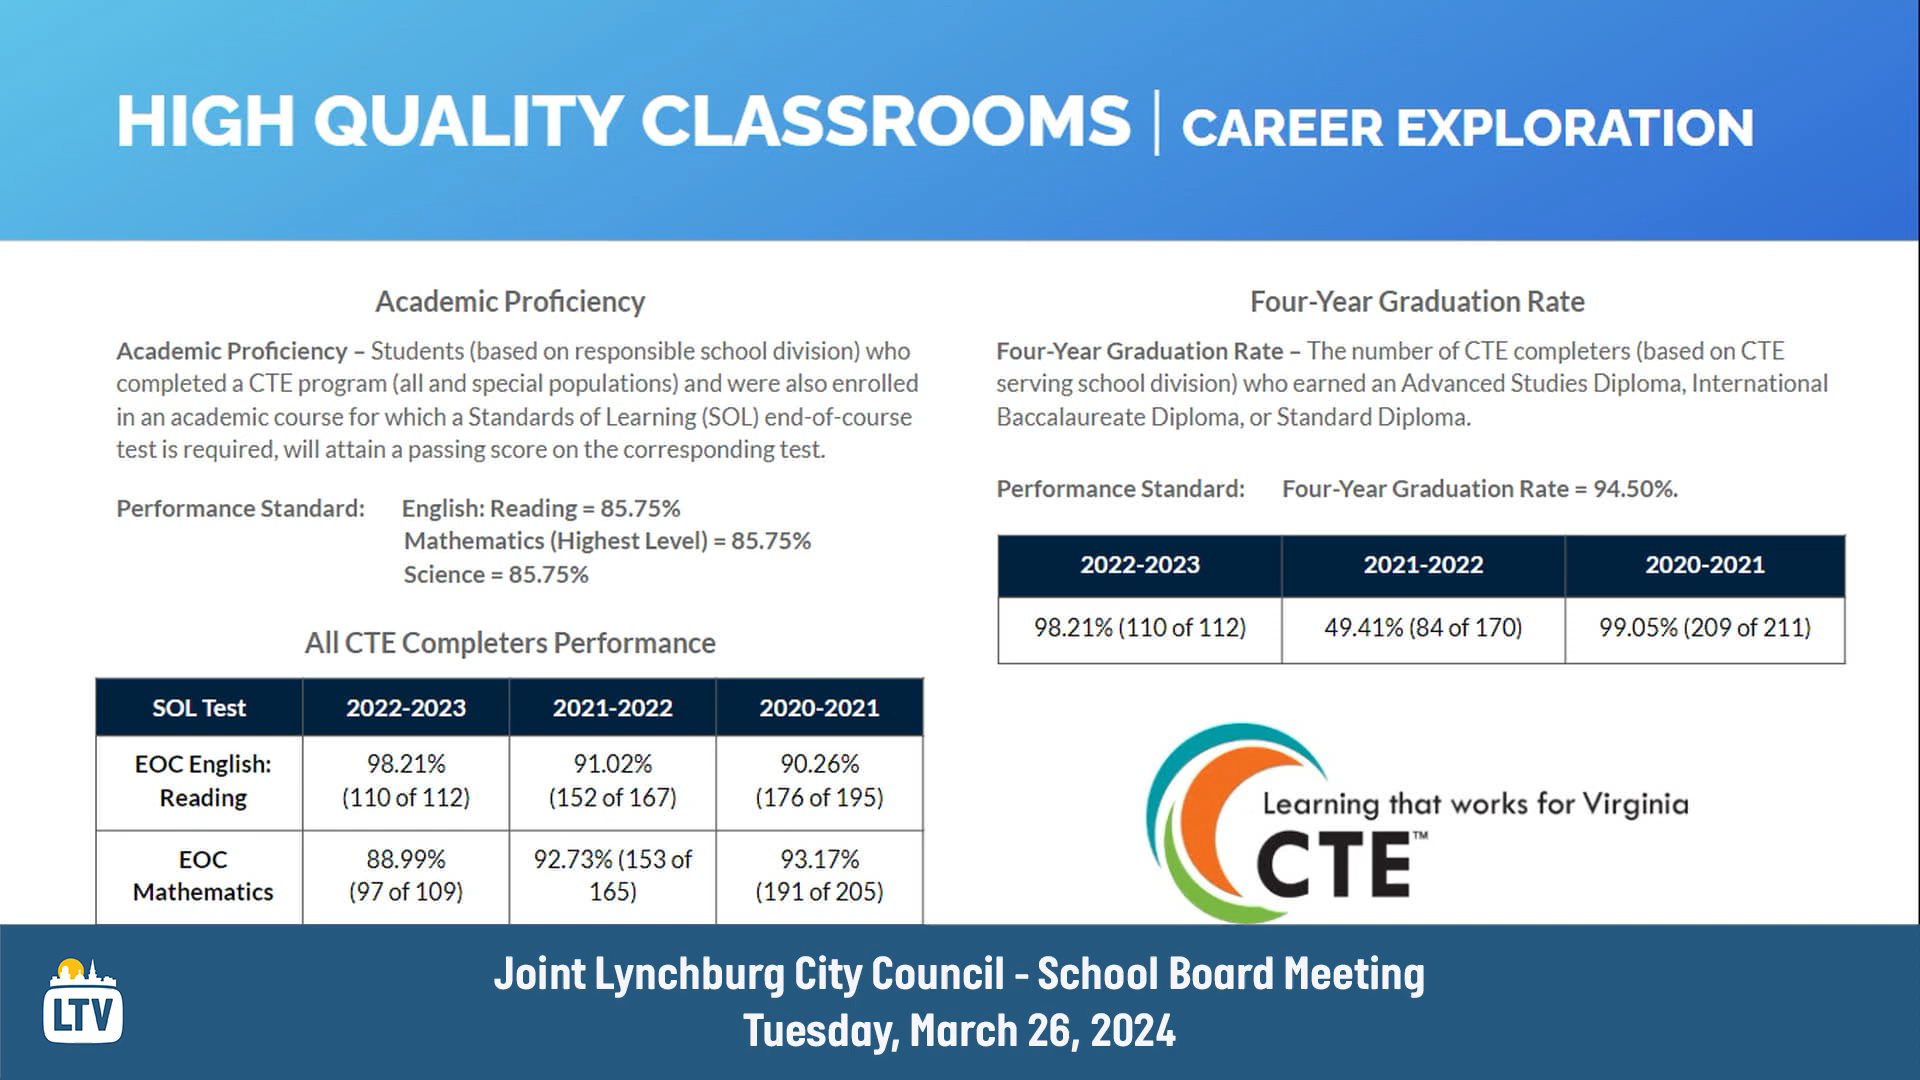 HIGH QUALITY CLASSROOMS | CAREER EXPLORATION
Academic Proficiency
Academic Proficiency – Students (based on responsible school division) who
completed a CTE program (all and special populations) and were also enrolled
in an academic course for which a Standards of Learning (SOL) end-of-course
test is required, will attain a passing score on the corresponding test.
Performance Standard: English: Reading = 85.75%
Mathematics (Highest Level) = 85.75%
Science = 85.75%
All CTE Completers Performance
SOL Test 2022-2023 2021-2022 2020-2021
EOC English: 98.21% 91.02% 90.26%
Reading (110 of 112) (152 of 167) (176 of 195)
EOC 88.99% 92.73% (153 of 93.17%
Mathematics (97 of 109) 165) (191 of 205)
Four-Year Graduation Rate
Four-Year Graduation Rate – The number of CTE completers (based on CTE
serving school division) who earned an Advanced Studies Diploma, International
Baccalaureate Diploma, or Standard Diploma.
Performance Standard: Four-Year Graduation Rate = 94.50%.
2022-2023 2021-2022 2020-2021
98.21% (110 of 112) 49.41% (84 of 170) 99.05% (209 of 211)
Learning that works for Virginia
CTE™
LTV
Joint Lynchburg City Council - School Board Meeting
Tuesday, March 26, 2024